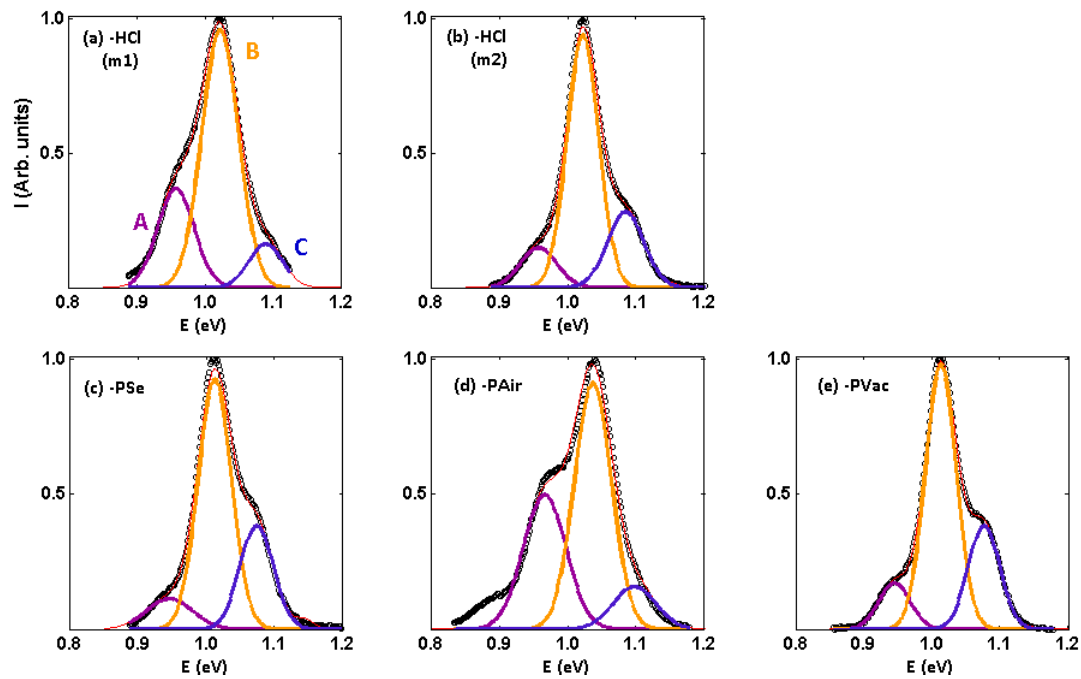 (a) -HCl
(m1)
A
B
C
I (Arb. units)
1.0
0.5
0.8 0.9 1.0 1.1 1.2
E (eV)
(b) -HCl
(m2)
1.0
0.5
0.8 0.9 1.0 1.1 1.2
E (eV)
(c) -PSe
1.0
0.5
0.8 0.9 1.0 1.1 1.2
E (eV)
(d) -PAir
1.0
0.5
0.8 0.9 1.0 1.1 1.2
E (eV)
(e) -PVac
1.0
0.5
0.8 0.9 1.0 1.1 1.2
E (eV)